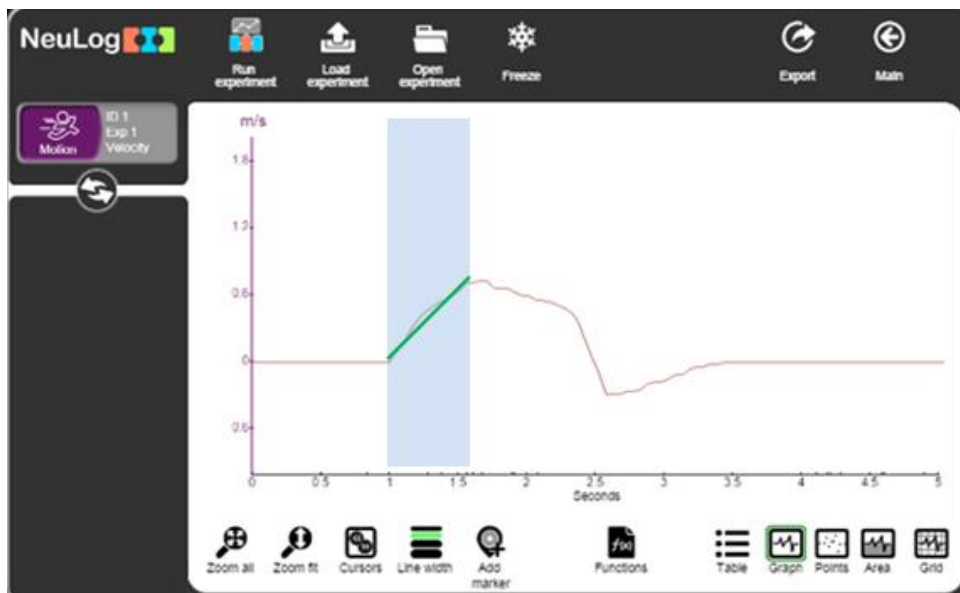 NeuLog
Run
experiment
Load
experiment
Open
experiment
Freeze
Export
Main
Motion
ID 1
Exp 1
Velocity
m/s
1.8
1.2
0.6
0
0.6
0 0.5 1 1.5 2 2.5 3 3.5 4 4.5 5
Seconds
Zoom all
Zoom fit
Cursors
Line width
Add
marker
f(x)
Functions
Table
Graph
Points
Area
Grid